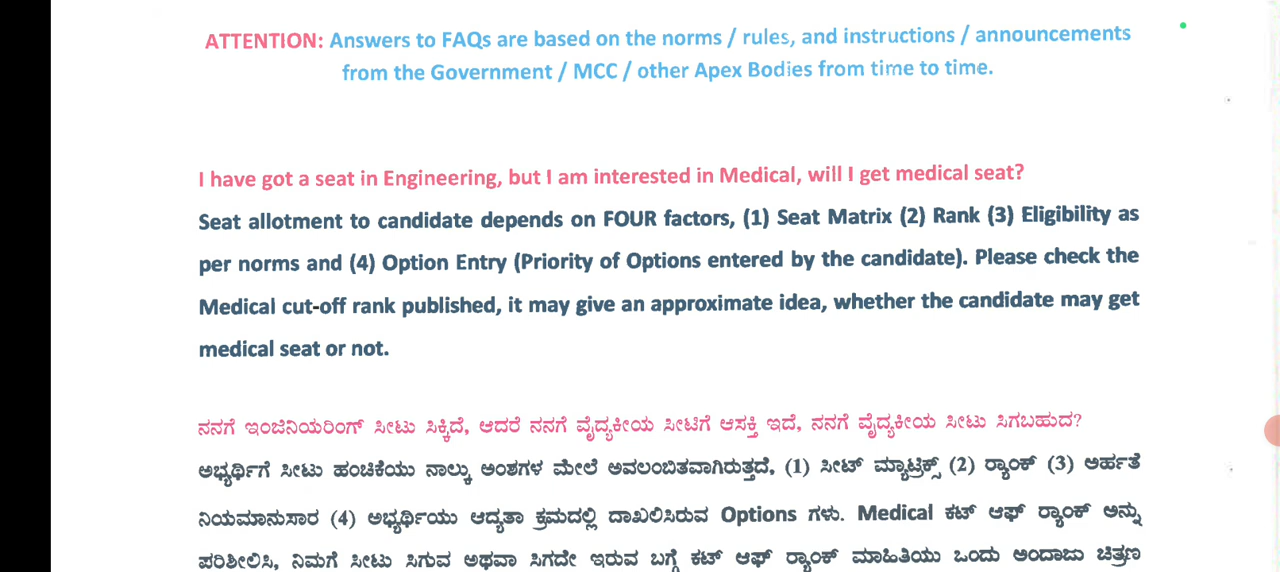 ATTENTION: Answers to FAQs are based on the norms / rules, and instructions / announcements
from the Government / MCC / other Apex Bodies from time to time.
I have got a seat in Engineering, but I am interested in Medical, will I get medical seat?
Seat allotment to candidate depends on FOUR factors, (1) Seat Matrix (2) Rank (3) Eligibility as
per norms and (4) Option Entry (Priority of Options entered by the candidate). Please check the
Medical cut-off rank published, it may give an approximate idea, whether the candidate may get
medical seat or not.
ನನಗೆ ಇಂಜಿನಿಯರಿಂಗ್ ಸೀಟು ಸಿಕ್ಕಿದೆ, ಆದರೆ ನನಗೆ ವೈದ್ಯಕೀಯ ಸೀಟಿಗೆ ಆಸಕ್ತಿ ಇದೆ, ನನಗೆ ವೈದ್ಯಕೀಯ ಸೀಟು ಸಿಗಬಹುದ?
ಅಭ್ಯರ್ಥಿಗೆ ಸೀಟು ಹಂಚಿಕೆಯು ನಾಲ್ಕು ಅಂಶಗಳ ಮೇಲೆ ಅವಲಂಬಿತವಾಗಿರುತ್ತದೆ, (1) ಸೀಟ್ ಮ್ಯಾಟ್ರಿಕ್ಸ್ (2) ರ‍್ಯಾಂಕ್ (3) ಅರ್ಹತೆ
ನಿಯಮಾನುಸಾರ (4) ಅಭ್ಯರ್ಥಿಯು ಆದ್ಯತಾ ಕ್ರಮದಲ್ಲಿ ದಾಖಲಿಸಿರುವ Options ಗಳು. Medical ಕಟ್ ಆಫ್ ರ‍್ಯಾಂಕ್ ಅನ್ನು
ಪರಿಶೀಲಿಸಿ, ನಿಮಗೆ ಸೀಟು ಸಿಗುವ ಅಥವಾ ಸಿಗದೇ ಇರುವ ಬಗ್ಗೆ ಕಟ್ ಆಫ್ ರ‍್ಯಾಂಕ್ ಮಾಹಿತಿಯು ಒಂದು ಅಂದಾಜು ಚಿತ್ರಣ